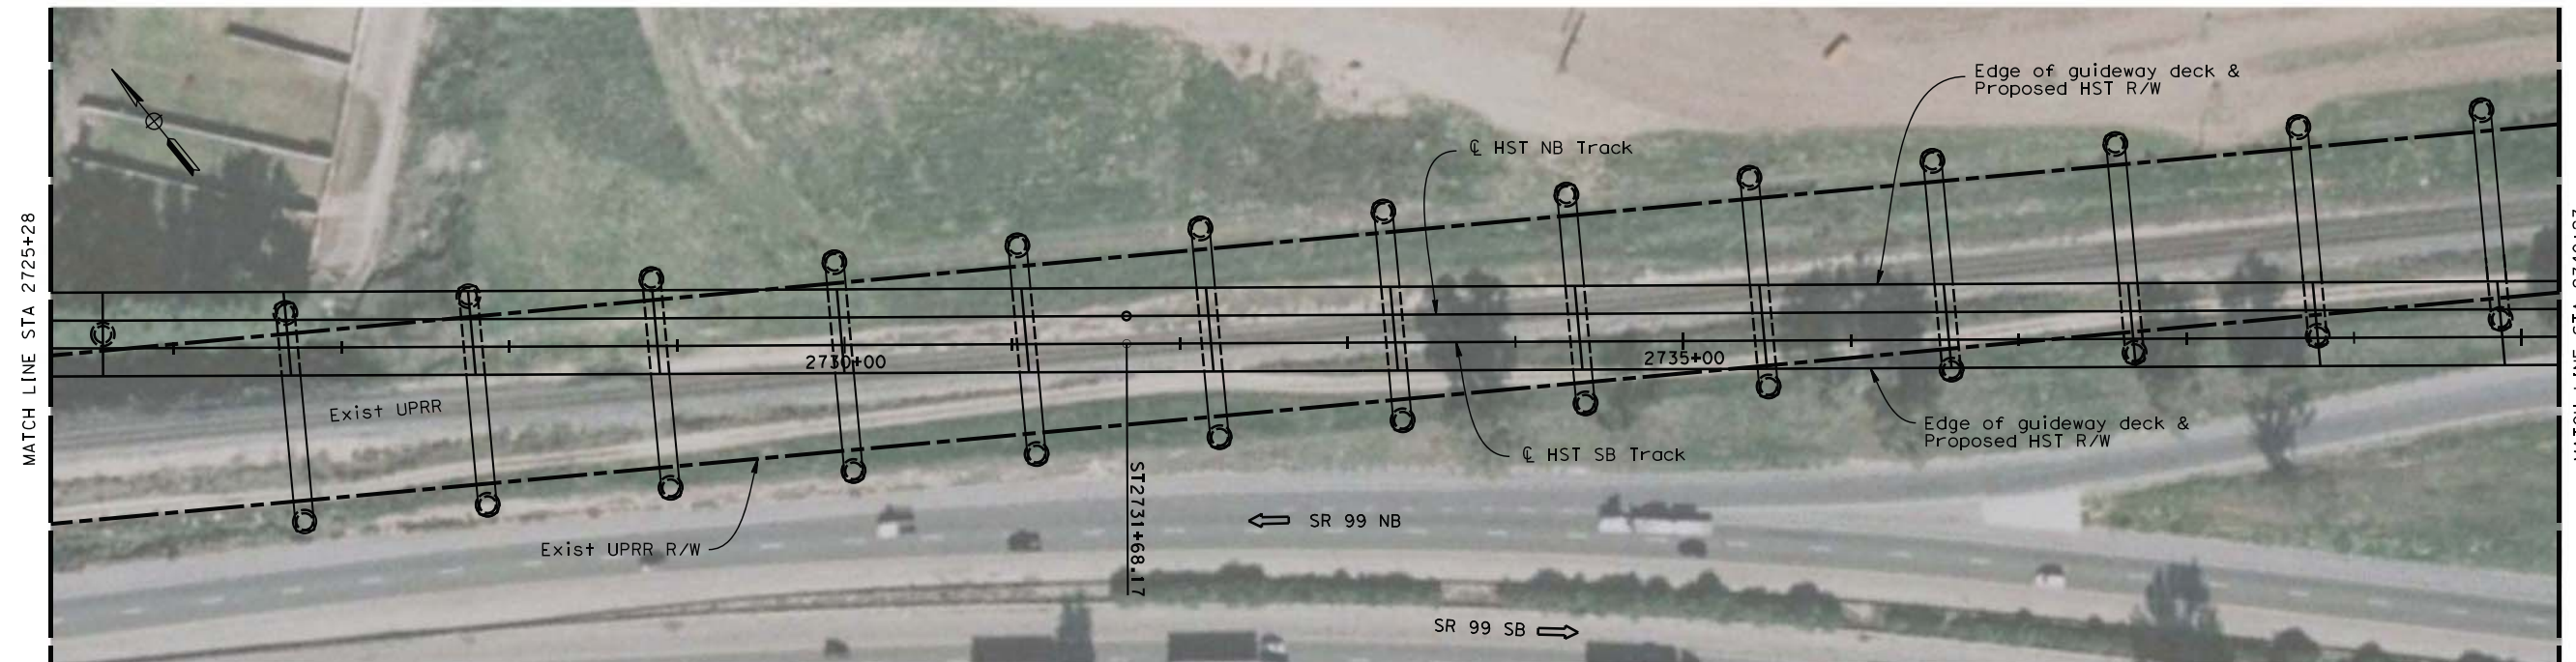 MATCH LINE STA 2725+28
Edge of guideway deck &
Proposed HST R/W
℄ HST NB Track
2730+00
2735+00
Exist UPRR
Edge of guideway deck &
Proposed HST R/W
℄ HST SB Track
ST2731+68.17
Exist UPRR R/W
SR 99 NB
SR 99 SB